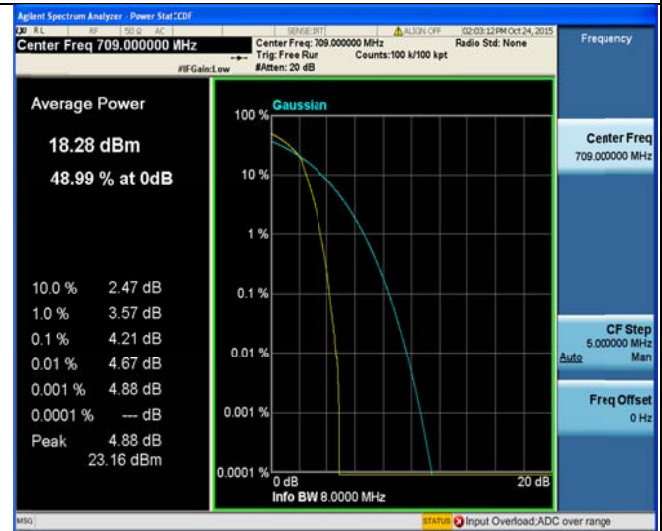 Agilent Spectrum Analyzer - Power Stat CCDF
RL RF 50 Ω AC SENSE:INT ALIGN OFF 02:03:12 PM Oct 24, 2015
Center Freq 709.000000 MHz
Center Freq: 709.000000 MHz Radio Std: None
Trig: Free Run Counts:100 k/100 kpt
#IFGain:Low #Atten: 20 dB
Frequency
Average Power
18.28 dBm
48.99 % at 0dB
10.0 % 2.47 dB
1.0 % 3.57 dB
0.1 % 4.21 dB
0.01 % 4.67 dB
0.001 % 4.88 dB
0.0001 % --- dB
Peak 4.88 dB
23.16 dBm
Gaussian
100 %
10 %
1 %
0.1 %
0.01 %
0.001 %
0.0001 %
0 dB 20 dB
Info BW 8.0000 MHz
Center Freq
709.000000 MHz
CF Step
5.000000 MHz
Auto Man
Freq Offset
0 Hz
MSG STATUS Input Overload;ADC over range